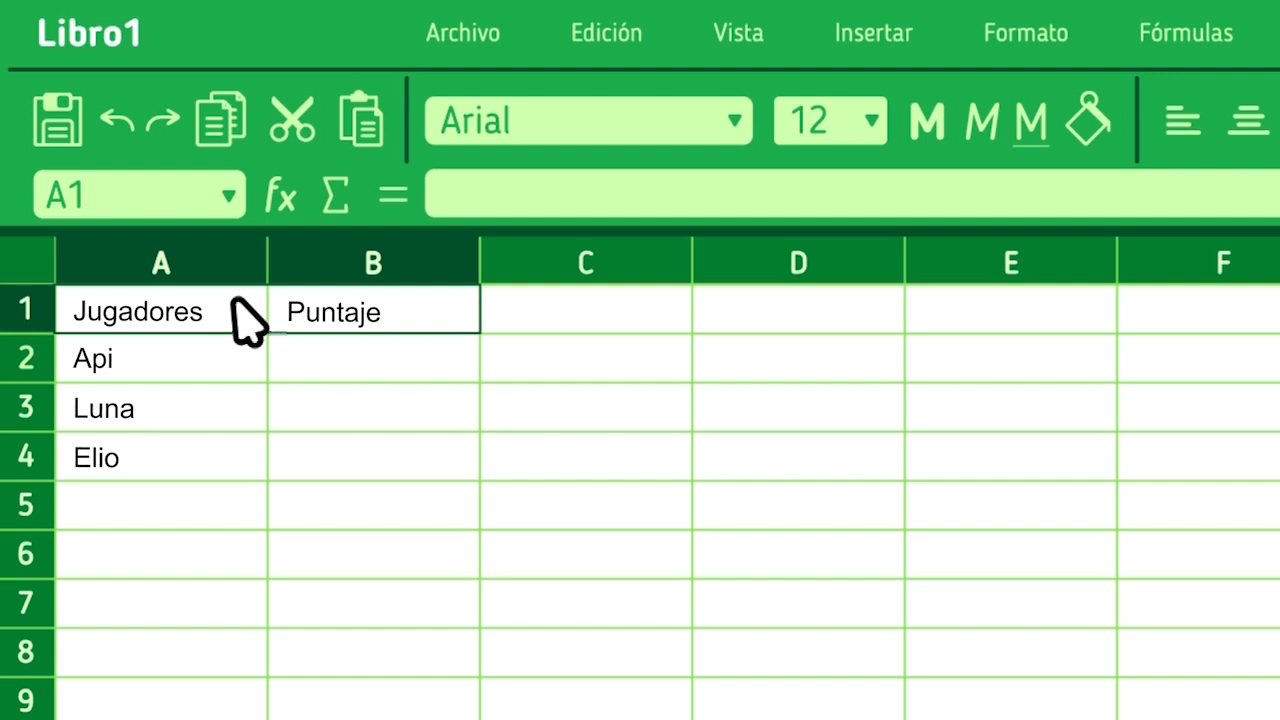 Libro1 Archivo Edición Vista Insertar Formato Fórmulas
Arial 12 M M M
A1 fx Σ =
A B C D E F
1 Jugadores Puntaje
2 Api
3 Luna
4 Elio
5
6
7
8
9